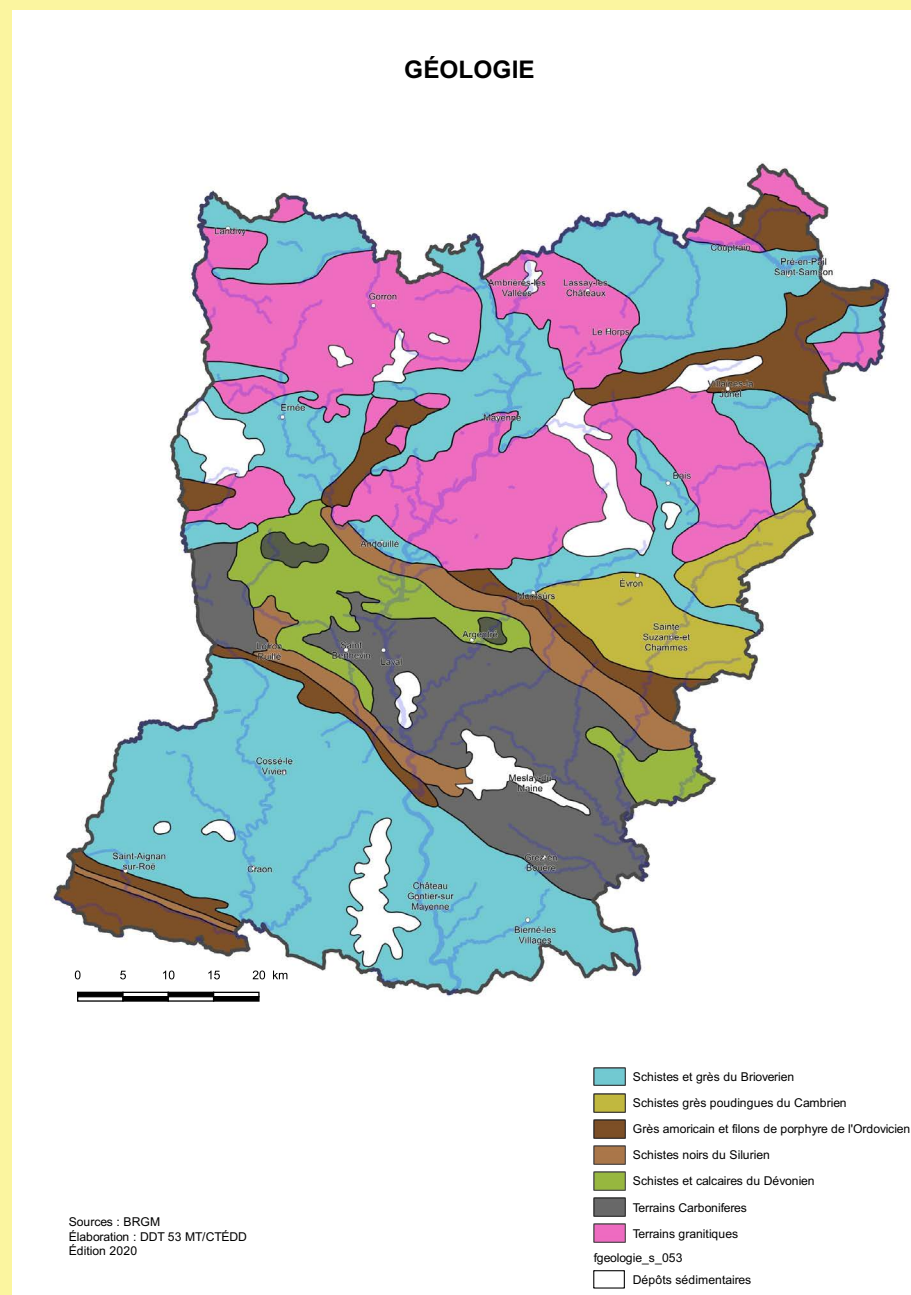 GÉOLOGIE
Landivy
Couptrain
Pré-en-Pail
Saint-Samson
Ambrières-les
Vallées
Lassay-les
Châteaux
Gorron
Le Horps
Villaines-la
Juhel
Ernée
Mayenne
Bais
Andouillé
Évron
Montsurs
Sainte
Suzanne-et
Chammes
Argentré
Loiron
Ruillé
Saint
Berthevin
Laval
Cossé-le
Vivien
Meslay-du
Maine
Saint-Aignan
sur-Roë
Craon
Grez-en
Bouère
Château
Gontier-sur
Mayenne
Bierné-les
Villages
0 5 10 15 20 km
Schistes et grès du Brioverien
Schistes grès poudingues du Cambrien
Grès amoricain et filons de porphyre de l'Ordovicien
Schistes noirs du Silurien
Schistes et calcaires du Dévonien
Terrains Carboniferes
Terrains granitiques
fgeologie_s_053
Dépôts sédimentaires
Sources : BRGM
Élaboration : DDT 53 MT/CTÉDD
Édition 2020